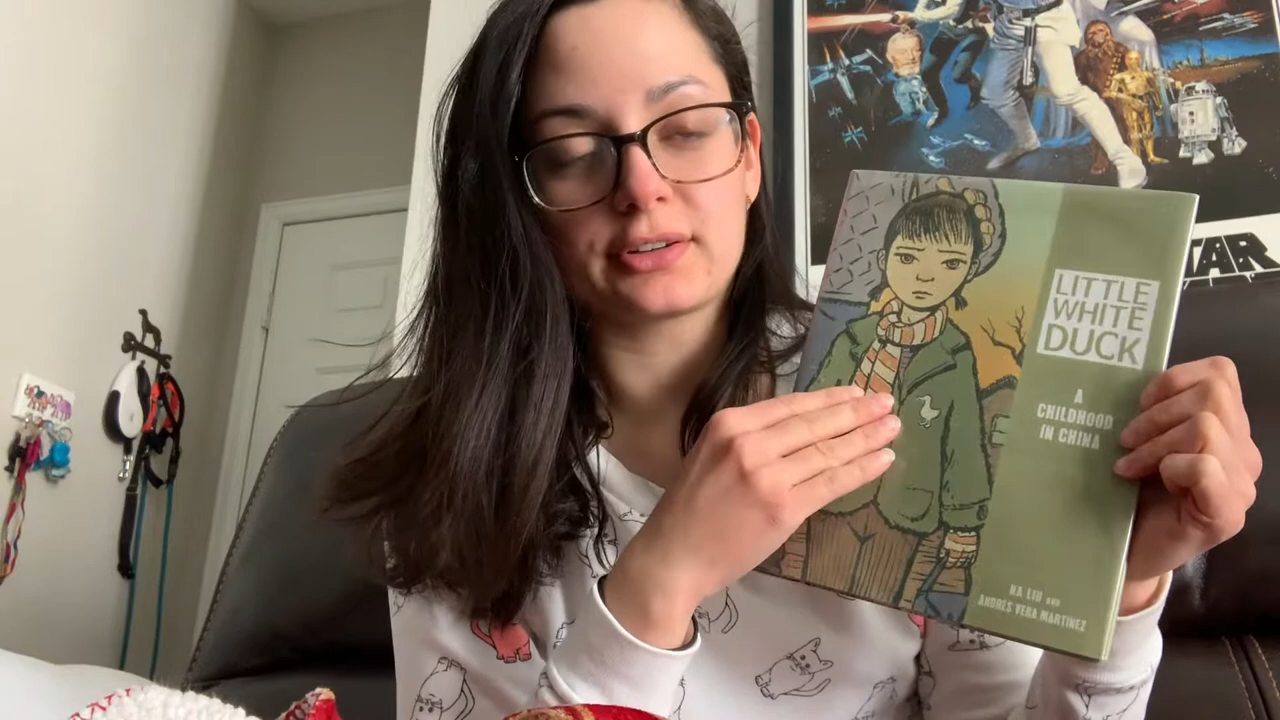 LITTLE
WHITE
DUCK
A
CHILDHOOD
IN CHINA
NA LIU AND
ANDRÉS VERA MARTÍNEZ
STAR